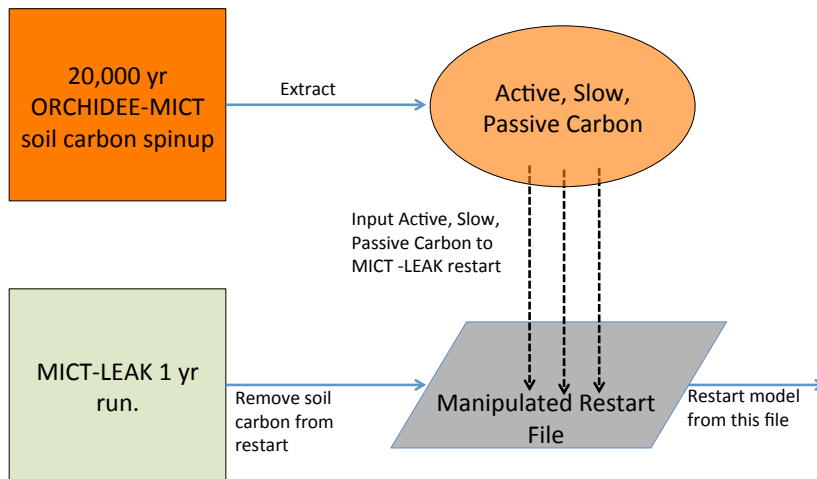 20,000 yr
ORCHIDEE-MICT
soil carbon spinup
Extract
Active, Slow,
Passive Carbon
Input Active, Slow,
Passive Carbon to
MICT -LEAK restart
MICT-LEAK 1 yr
run.
Remove soil
carbon from
restart
Manipulated Restart
File
Restart model
from this file